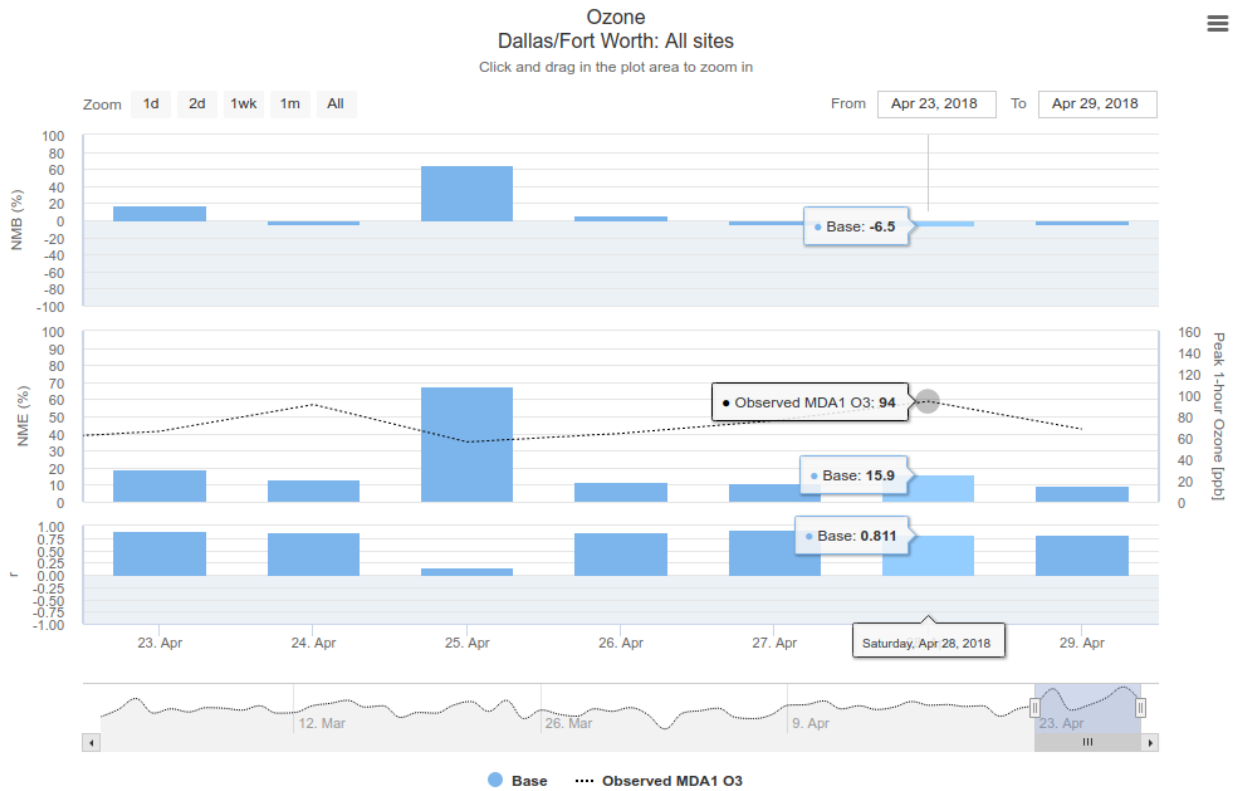 Ozone
Dallas/Fort Worth: All sites
Click and drag in the plot area to zoom in
Zoom 1d 2d 1wk 1m All From Apr 23, 2018 To Apr 29, 2018
NMB (%)
100
80
60
40
20
0
-20
-40
-60
-80
-100
Base: -6.5
NME (%)
100
90
80
70
60
50
40
30
20
10
0
Observed MDA1 O3: 94
Base: 15.9
160
140
120
100
80
60
40
20
0
Peak 1-hour Ozone [ppb]
r
1.00
0.75
0.50
0.25
0.00
-0.25
-0.50
-0.75
-1.00
Base: 0.811
23. Apr 24. Apr 25. Apr 26. Apr 27. Apr Saturday, Apr 28, 2018 29. Apr
12. Mar 26. Mar 9. Apr 23. Apr
Base Observed MDA1 O3